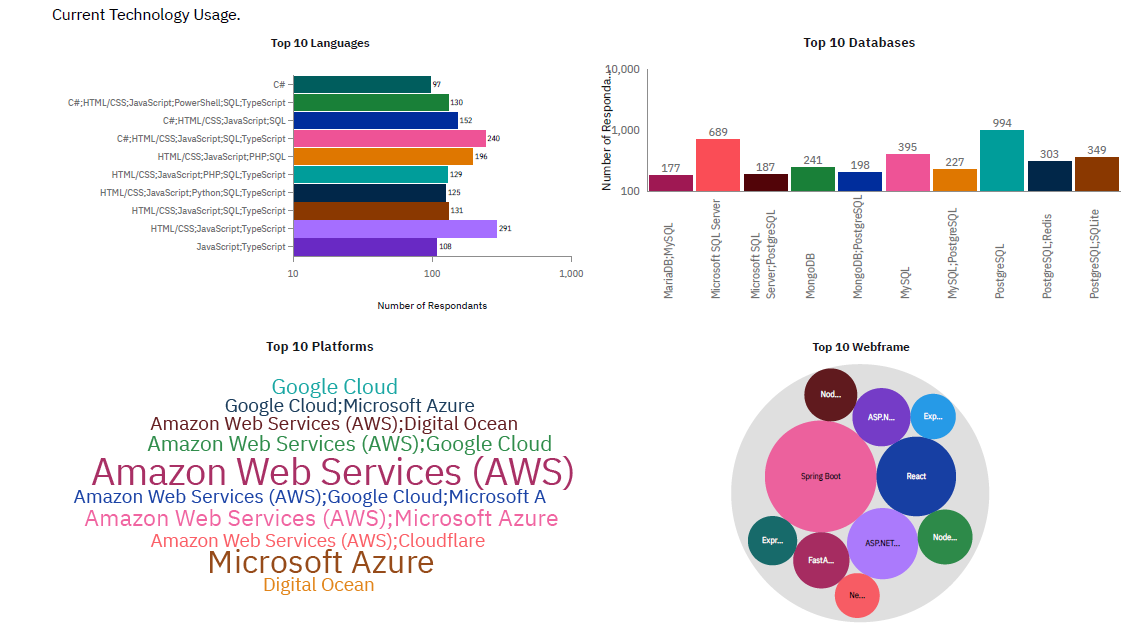 Current Technology Usage.
Top 10 Languages
C#
97
C#;HTML/CSS;JavaScript;PowerShell;SQL;TypeScript
130
C#;HTML/CSS;JavaScript;SQL
152
C#;HTML/CSS;JavaScript;SQL;TypeScript
240
HTML/CSS;JavaScript;PHP;SQL
196
HTML/CSS;JavaScript;PHP;SQL;TypeScript
129
HTML/CSS;JavaScript;Python;SQL;TypeScript
125
HTML/CSS;JavaScript;SQL;TypeScript
131
HTML/CSS;JavaScript;TypeScript
291
JavaScript;TypeScript
108
10 100 1,000
Number of Respondants
Top 10 Databases
Number of Responda...
10,000
1,000
100
177
689
187
241
198
395
227
994
303
349
MariaDB;MySQL
Microsoft SQL Server
Microsoft SQL
Server;PostgreSQL
MongoDB
MongoDB;PostgreSQL
MySQL
MySQL;PostgreSQL
PostgreSQL
PostgreSQL;Redis
PostgreSQL;SQLite
Top 10 Platforms
Google Cloud
Google Cloud;Microsoft Azure
Amazon Web Services (AWS);Digital Ocean
Amazon Web Services (AWS);Google Cloud
Amazon Web Services (AWS)
Amazon Web Services (AWS);Google Cloud;Microsoft A
Amazon Web Services (AWS);Microsoft Azure
Amazon Web Services (AWS);Cloudflare
Microsoft Azure
Digital Ocean
Top 10 Webframe
Nod...
ASP.N...
Exp...
Spring Boot
React
Expr...
ASP.NET...
Node...
FastA...
Ne...